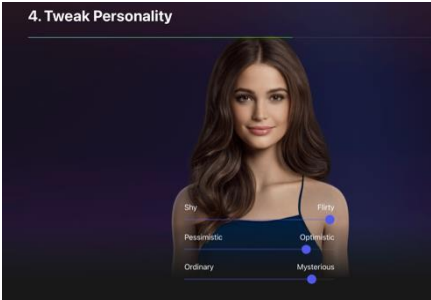 4. Tweak Personality
Shy Flirty
Pessimistic Optimistic
Ordinary Mysterious